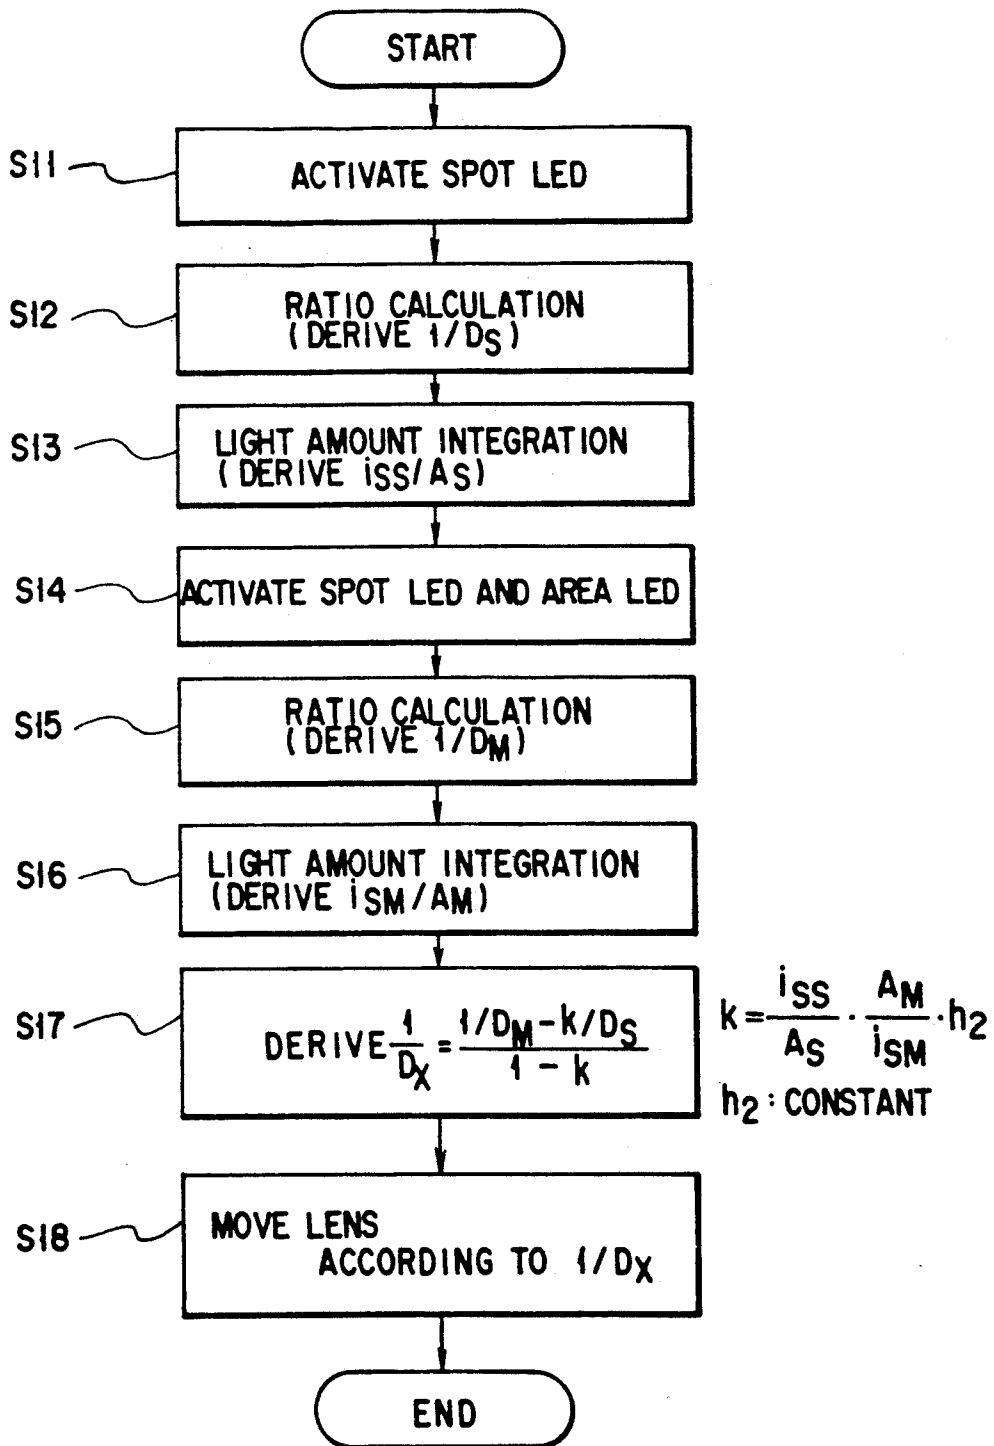 START
S11
ACTIVATE SPOT LED
S12
RATIO CALCULATION
(DERIVE 1/DS)
S13
LIGHT AMOUNT INTEGRATION
(DERIVE iSS/AS)
S14
ACTIVATE SPOT LED AND AREA LED
S15
RATIO CALCULATION
(DERIVE 1/DM)
S16
LIGHT AMOUNT INTEGRATION
(DERIVE iSM/AM)
S17
DERIVE 1/DX = (1/DM - k/DS)/(1 - k)
k = iSS/AS · AM/iSM · h2
h2 : CONSTANT
S18
MOVE LENS
ACCORDING TO 1/DX
END